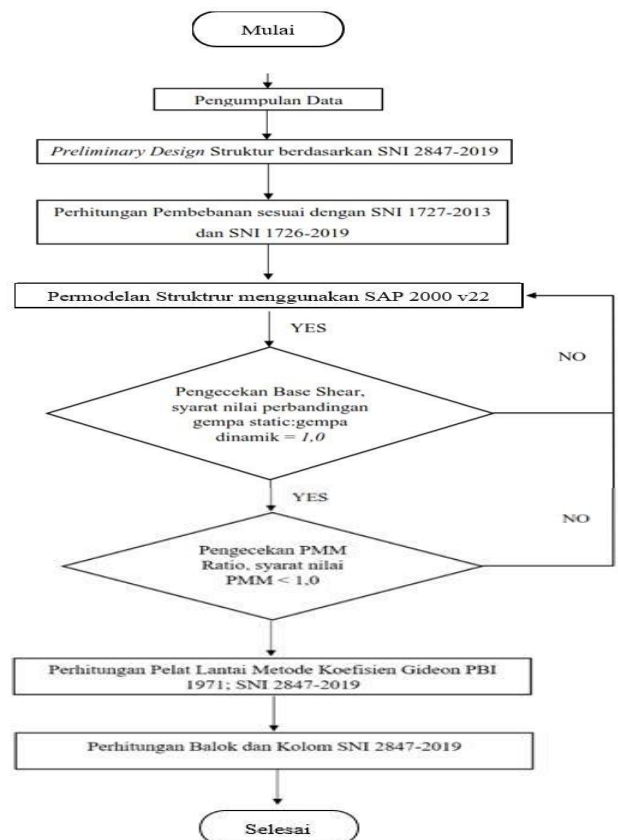 Mulai
Pengumpulan Data
Preliminary Design Struktur berdasarkan SNI 2847-2019
Perhitungan Pembebanan sesuai dengan SNI 1727-2013
dan SNI 1726-2019
Permodelan Struktrur menggunakan SAP 2000 v22
YES
NO
Pengecekan Base Shear,
syarat nilai perbandingan
gempa static:gempa
dinamik = 1,0
YES
NO
Pengecekan PMM
Ratio, syarat nilai
PMM < 1,0
Perhitungan Pelat Lantai Metode Koefisien Gideon PBI
1971; SNI 2847-2019
Perhitungan Balok dan Kolom SNI 2847-2019
Selesai